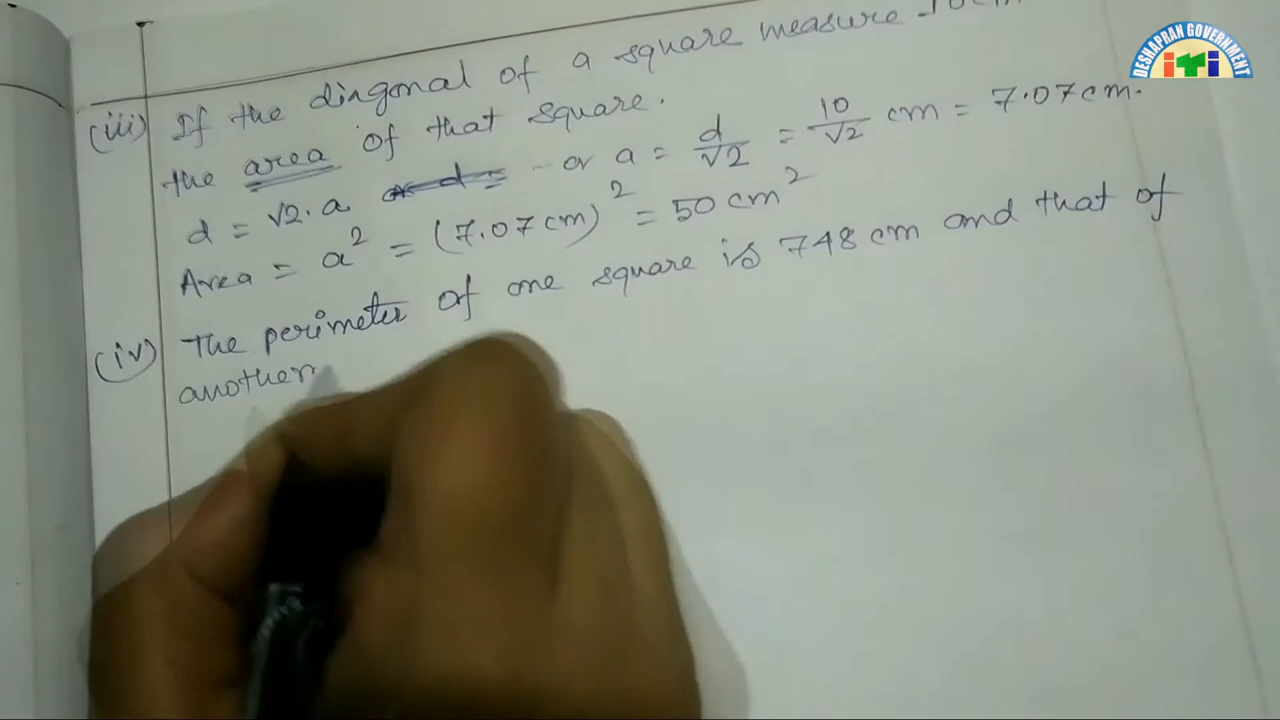 (iii) If the diagonal of a square measure 10cm
the area of that square.
d = √2. a or a = d/√2 = 10/√2 cm = 7.07cm.
Area = a² = (7.07cm)² = 50 cm²
(iv) The perimeter of one square is 748 cm and that of
another
DESHAPRAN GOVERNMENT
iTi